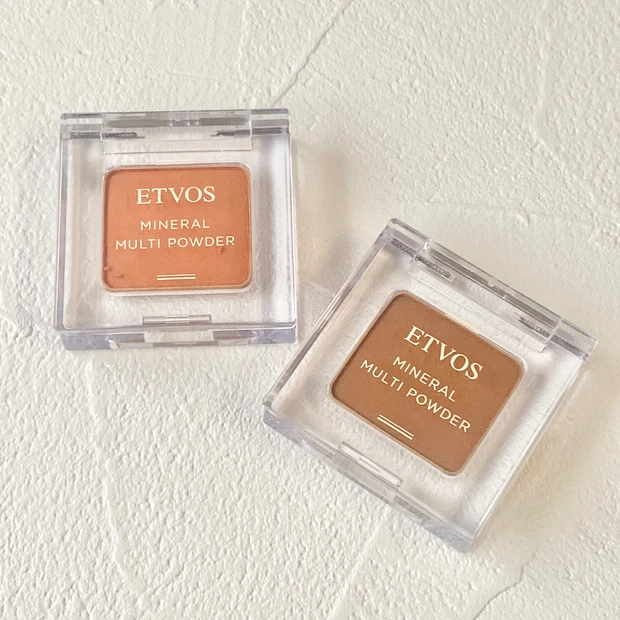 ETVOS
MINERAL
MULTI POWDER
ETVOS
MINERAL
MULTI POWDER